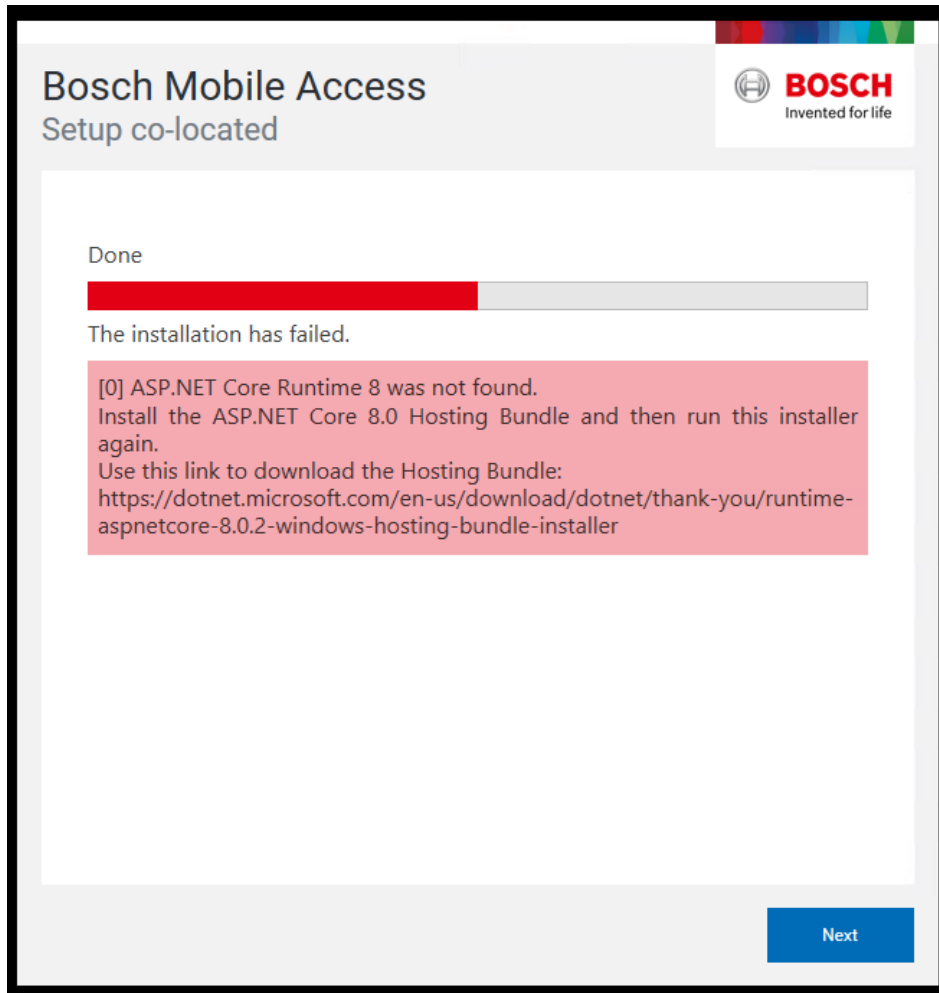 Bosch Mobile Access
Setup co-located
BOSCH
Invented for life
Done
The installation has failed.
[0] ASP.NET Core Runtime 8 was not found.
Install the ASP.NET Core 8.0 Hosting Bundle and then run this installer
again.
Use this link to download the Hosting Bundle:
https://dotnet.microsoft.com/en-us/download/dotnet/thank-you/runtime-
aspnetcore-8.0.2-windows-hosting-bundle-installer
Next